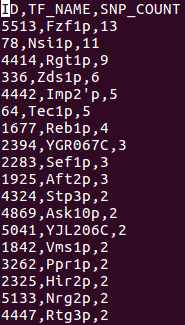 ID,TF_NAME,SNP_COUNT
5513,Fzf1p,13
78,Nsi1p,11
4414,Rgt1p,9
336,Zds1p,6
4442,Imp2'p,5
64,Tec1p,5
1677,Reb1p,4
2394,YGR067C,3
2283,Sef1p,3
1925,Aft2p,3
4324,Stp3p,2
4869,Ask10p,2
5041,YJL206C,2
1842,Vms1p,2
3262,Ppr1p,2
2325,Hir2p,2
5133,Nrg2p,2
4447,Rtg3p,2